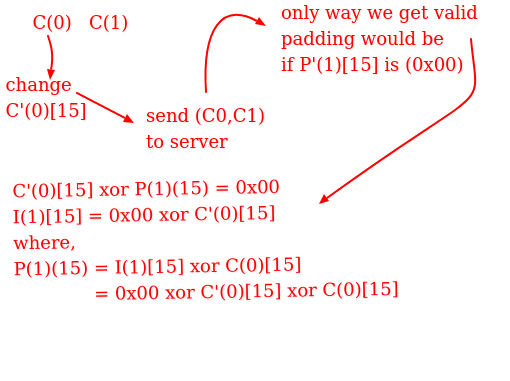 C(0) C(1)
change
C'(0)[15]
send (C0,C1)
to server
only way we get valid
padding would be
if P'(1)[15] is (0x00)
C'(0)[15] xor P(1)(15) = 0x00
I(1)[15] = 0x00 xor C'(0)[15]
where,
P(1)(15) = I(1)[15] xor C(0)[15]
= 0x00 xor C'(0)[15] xor C(0)[15]